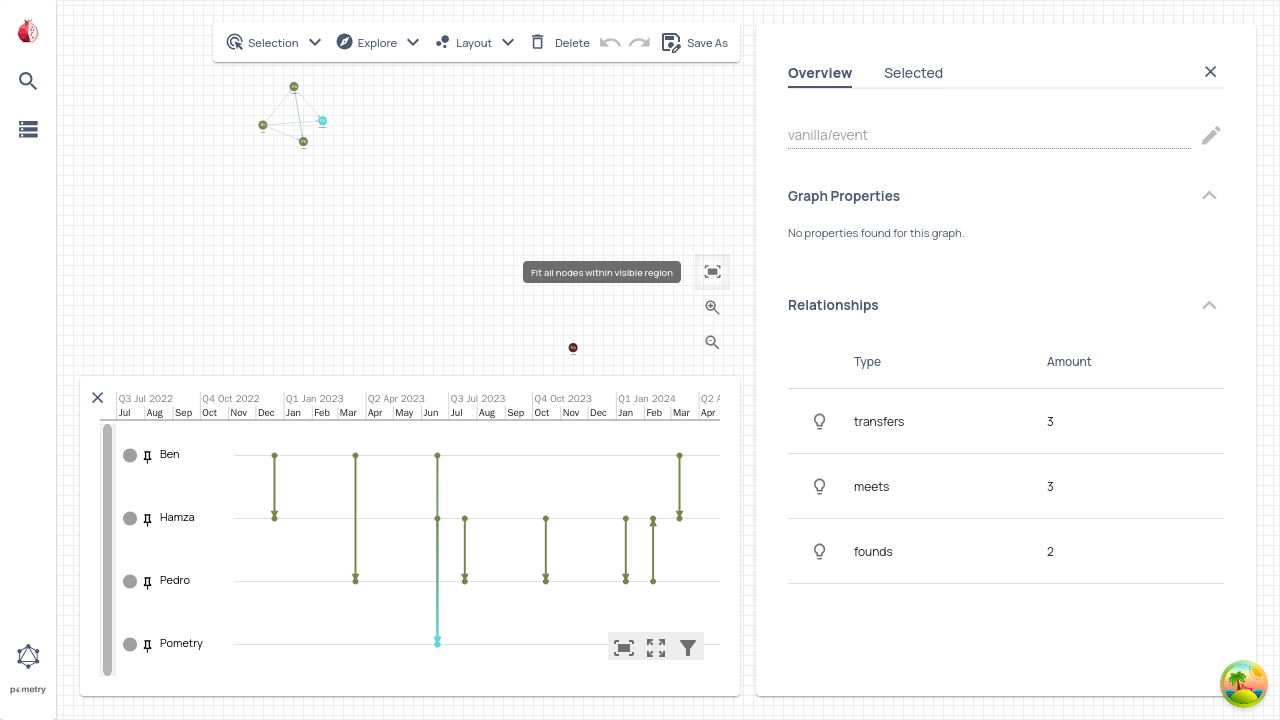 Selection
Explore
Layout
Delete
Save As
Overview
Selected
vanilla/event
Graph Properties
No properties found for this graph.
Fit all nodes within visible region
Relationships
Type Amount
transfers 3
meets 3
founds 2
Q3 Jul 2022 Q4 Oct 2022 Q1 Jan 2023 Q2 Apr 2023 Q3 Jul 2023 Q4 Oct 2023 Q1 Jan 2024 Q2 A
Jul Aug Sep Oct Nov Dec Jan Feb Mar Apr May Jun Jul Aug Sep Oct Nov Dec Jan Feb Mar Apr
Ben
Hamza
Pedro
Pometry
pometry